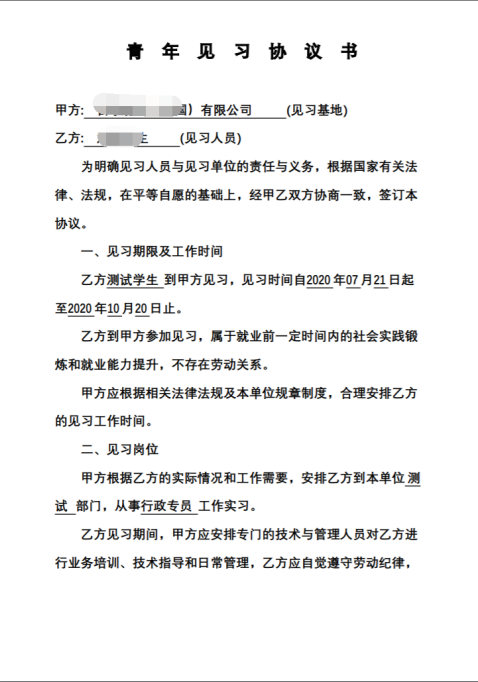 青年见习协议书
甲方: 国）有限公司 (见习基地)
乙方: 生 (见习人员)
为明确见习人员与见习单位的责任与义务，根据国家有关法
律、法规，在平等自愿的基础上，经甲乙双方协商一致，签订本
协议。
一、见习期限及工作时间
乙方测试学生 到甲方见习，见习时间自2020年07月21日起
至2020年10月20日止。
乙方到甲方参加见习，属于就业前一定时间内的社会实践锻
炼和就业能力提升，不存在劳动关系。
甲方应根据相关法律法规及本单位规章制度，合理安排乙方
的见习工作时间。
二、见习岗位
甲方根据乙方的实际情况和工作需要，安排乙方到本单位 测
试 部门，从事行政专员 工作实习。
乙方见习期间，甲方应安排专门的技术与管理人员对乙方进
行业务培训、技术指导和日常管理，乙方应自觉遵守劳动纪律，